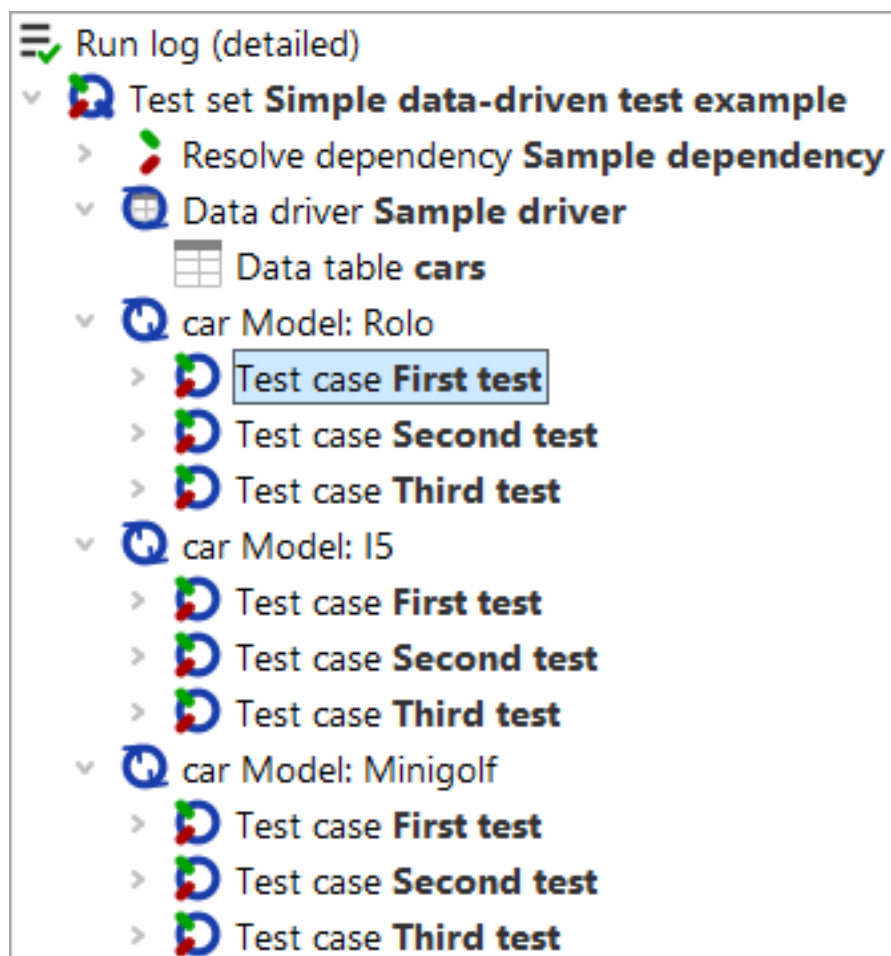 Run log (detailed)
Test set Simple data-driven test example
Resolve dependency Sample dependency
Data driver Sample driver
Data table cars
car Model: Rolo
Test case First test
Test case Second test
Test case Third test
car Model: I5
Test case First test
Test case Second test
Test case Third test
car Model: Minigolf
Test case First test
Test case Second test
Test case Third test